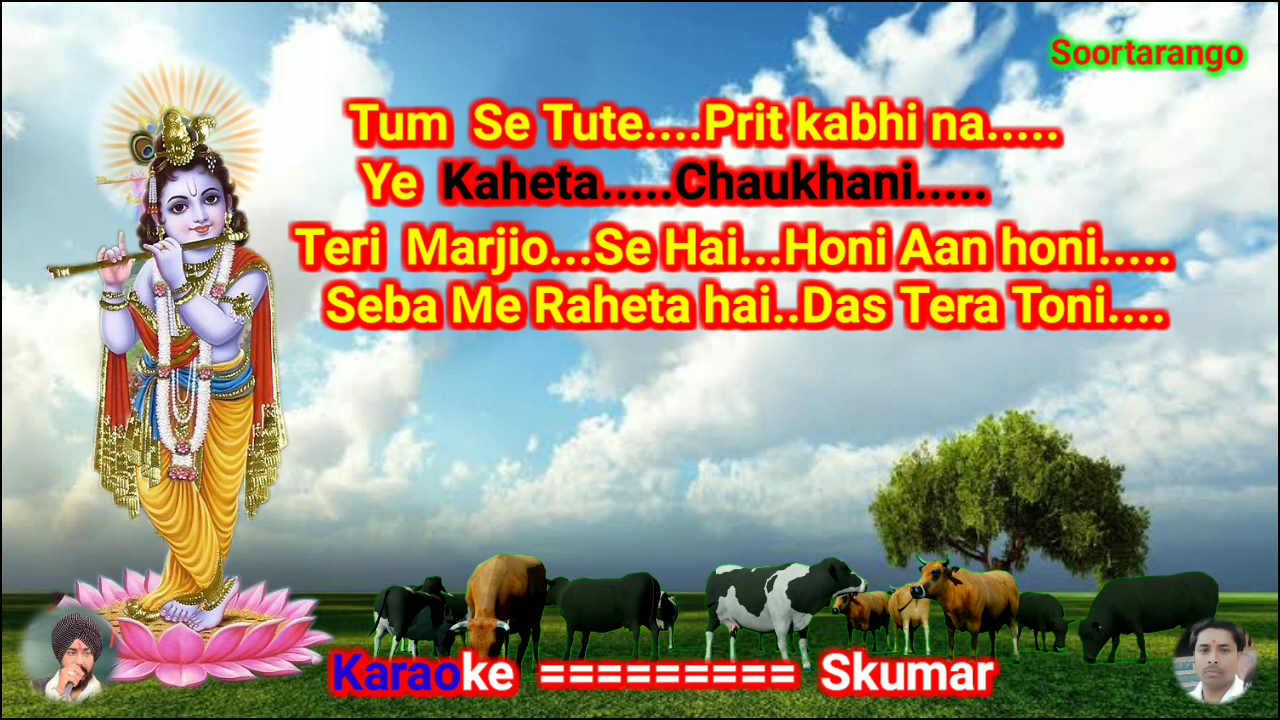 Soortarango
Tum Se Tute....Prit kabhi na.....
Ye Kaheta.....Chaukhani.....
Teri Marjio...Se Hai...Honi Aan honi.....
Seba Me Raheta hai..Das Tera Toni....
Karaoke ========= Skumar